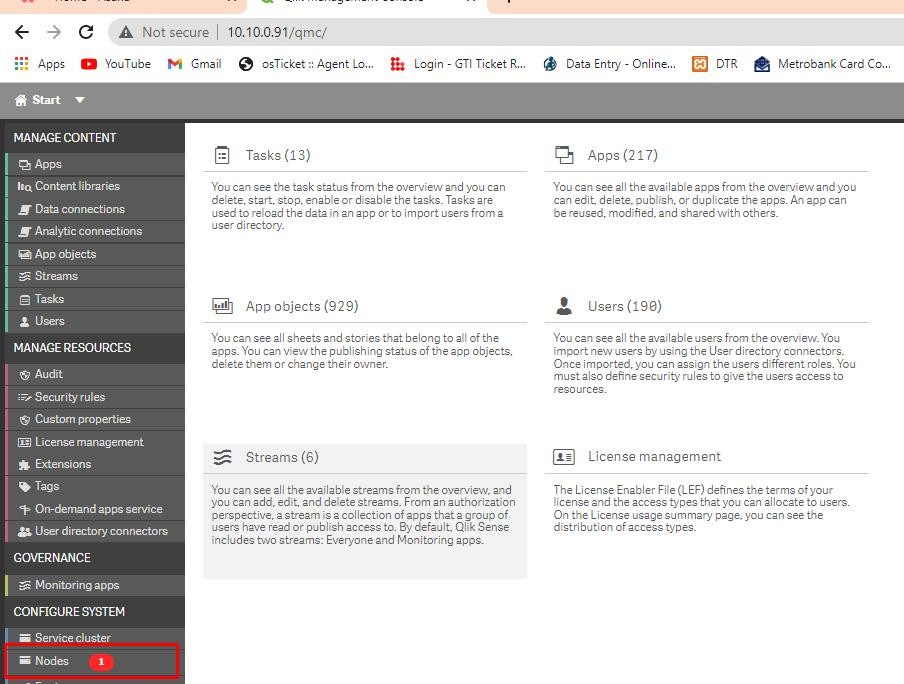 Not secure | 10.10.0.91/qmc/
Apps YouTube Gmail osTicket :: Agent Lo... Login - GTI Ticket R... Data Entry - Online... DTR Metrobank Card Co...
Start
MANAGE CONTENT
Apps
Content libraries
Data connections
Analytic connections
App objects
Streams
Tasks
Users
MANAGE RESOURCES
Audit
Security rules
Custom properties
License management
Extensions
Tags
On-demand apps service
User directory connectors
GOVERNANCE
Monitoring apps
CONFIGURE SYSTEM
Service cluster
Nodes 1
Tasks (13)
You can see the task status from the overview and you can
delete, start, stop, enable or disable the tasks. Tasks are
used to reload the data in an app or to import users from a
user directory.
Apps (217)
You can see all the available apps from the overview and you
can edit, delete, publish, or duplicate the apps. An app can
be reused, modified, and shared with others.
App objects (929)
You can see all sheets and stories that belong to all of the
apps. You can view the publishing status of the app objects,
delete them or change their owner.
Users (190)
You can see all the available users from the overview. You
import new users by using the User directory connectors.
Once imported, you can assign the users different roles. You
must also define security rules to give the users access to
resources.
Streams (6)
You can see all the available streams from the overview, and
you can add, edit, and delete streams. From an authorization
perspective, a stream is a collection of apps that a group of
users have read or publish access to. By default, Qlik Sense
includes two streams: Everyone and Monitoring apps.
License management
The License Enabler File (LEF) defines the terms of your
license and the access types that you can allocate to users.
On the License usage summary page, you can see the
distribution of access types.